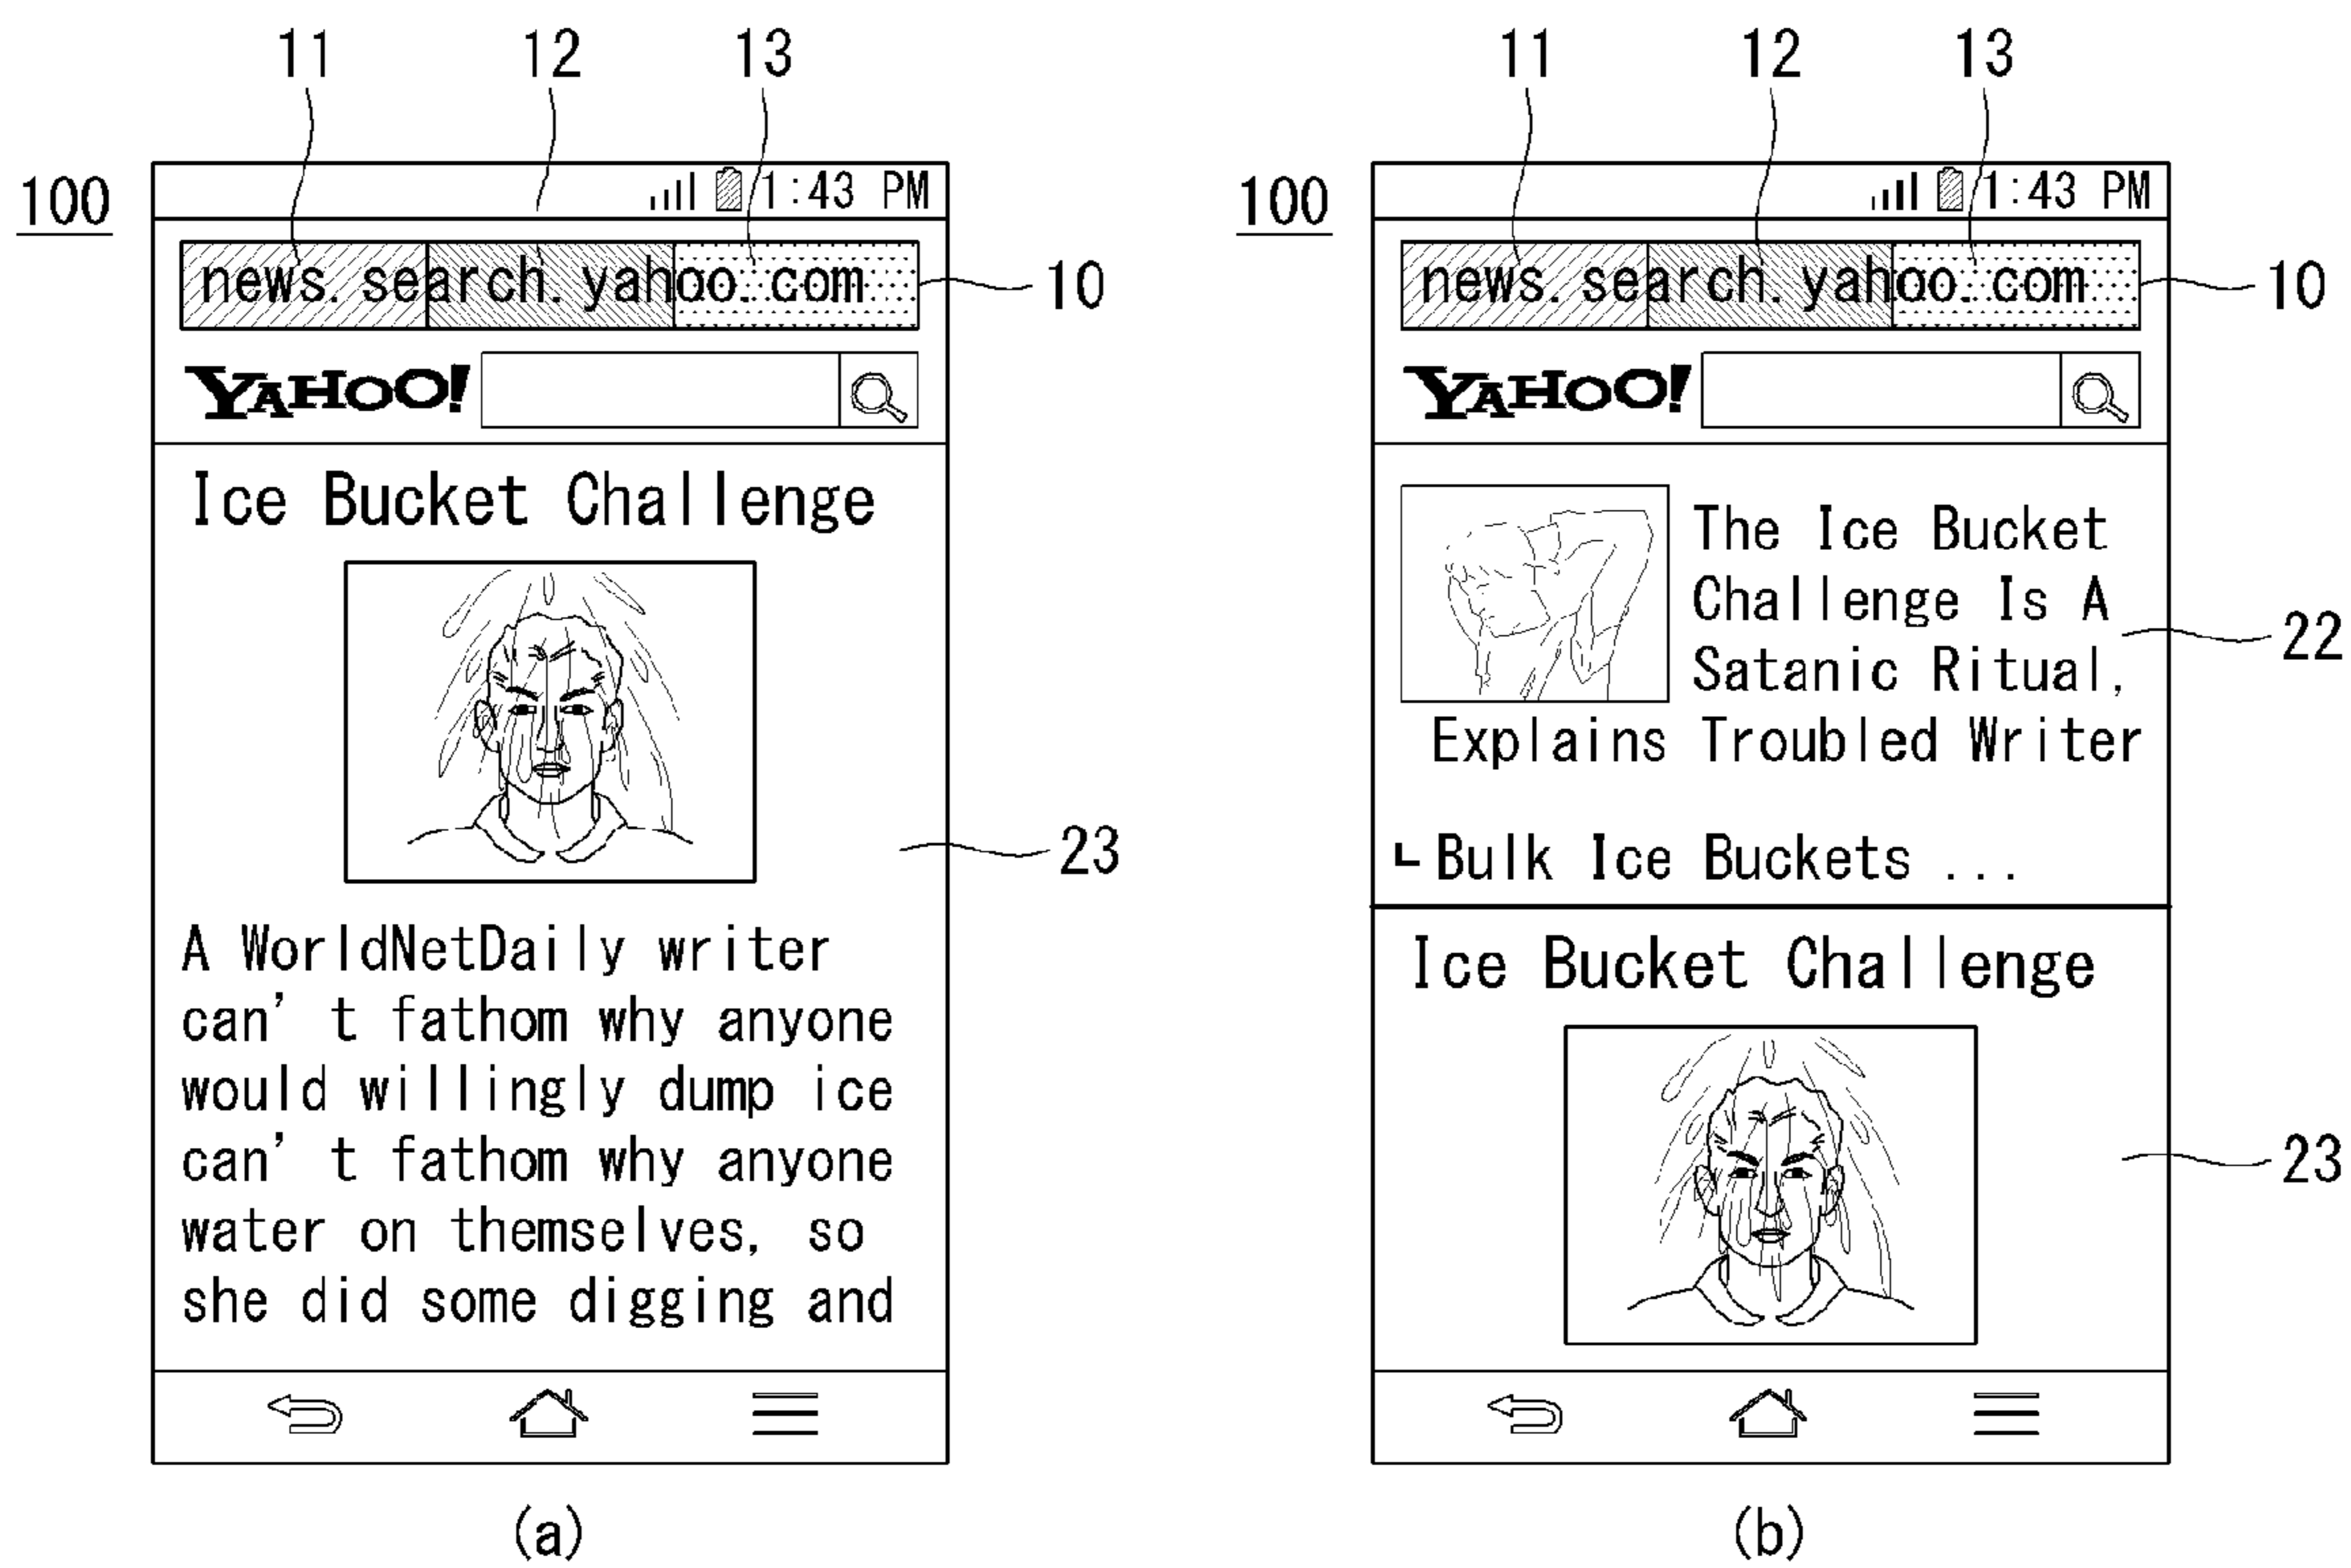 11 12 13
100
1:43 PM
news.search.yahoo.com
10
YAHOO!
Ice Bucket Challenge
23
A WorldNetDaily writer
can't fathom why anyone
would willingly dump ice
can't fathom why anyone
water on themselves, so
she did some digging and
(a)
11 12 13
100
1:43 PM
news.search.yahoo.com
10
YAHOO!
The Ice Bucket
Challenge Is A
22
Satanic Ritual,
Explains Troubled Writer
Bulk Ice Buckets ...
Ice Bucket Challenge
23
(b)